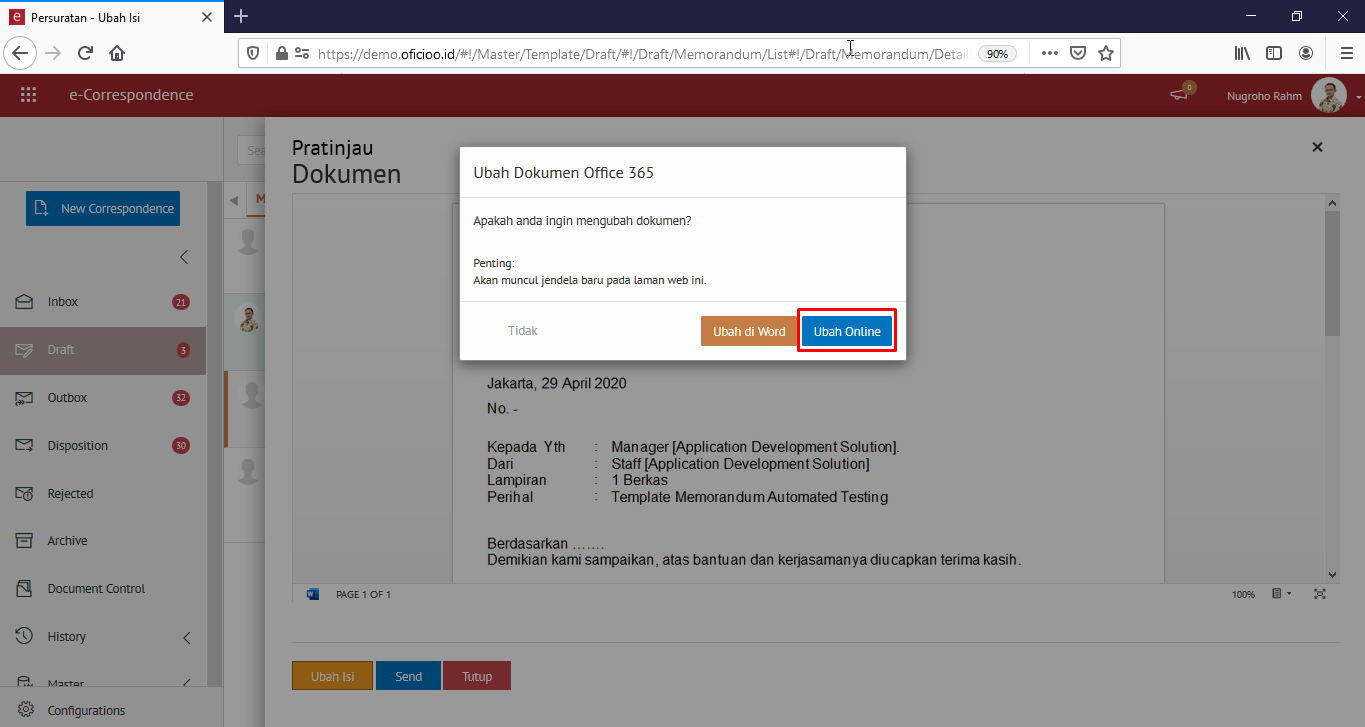 Persuratan - Ubah Isi
https://demo.oficioo.id/#!/Master/Template/Draft/#!/Draft/Memorandum/List#!/Draft/Memorandum/Detail
90%
e-Correspondence
0
Nugroho Rahm
New Correspondence
Inbox
21
Draft
3
Outbox
32
Disposition
30
Rejected
Archive
Document Control
History
Master
Configurations
Sea
M
Pratinjau
Dokumen
Ubah Dokumen Office 365
Apakah anda ingin mengubah dokumen?
Penting:
Akan muncul jendela baru pada laman web ini.
Tidak
Ubah di Word
Ubah Online
Jakarta, 29 April 2020
No. -
Kepada Yth : Manager [Application Development Solution].
Dari : Staff [Application Development Solution]
Lampiran : 1 Berkas
Perihal : Template Memorandum Automated Testing
Berdasarkan .......
Demikian kami sampaikan, atas bantuan dan kerjasamanya diucapkan terima kasih.
PAGE 1 OF 1
100%
Ubah Isi
Send
Tutup